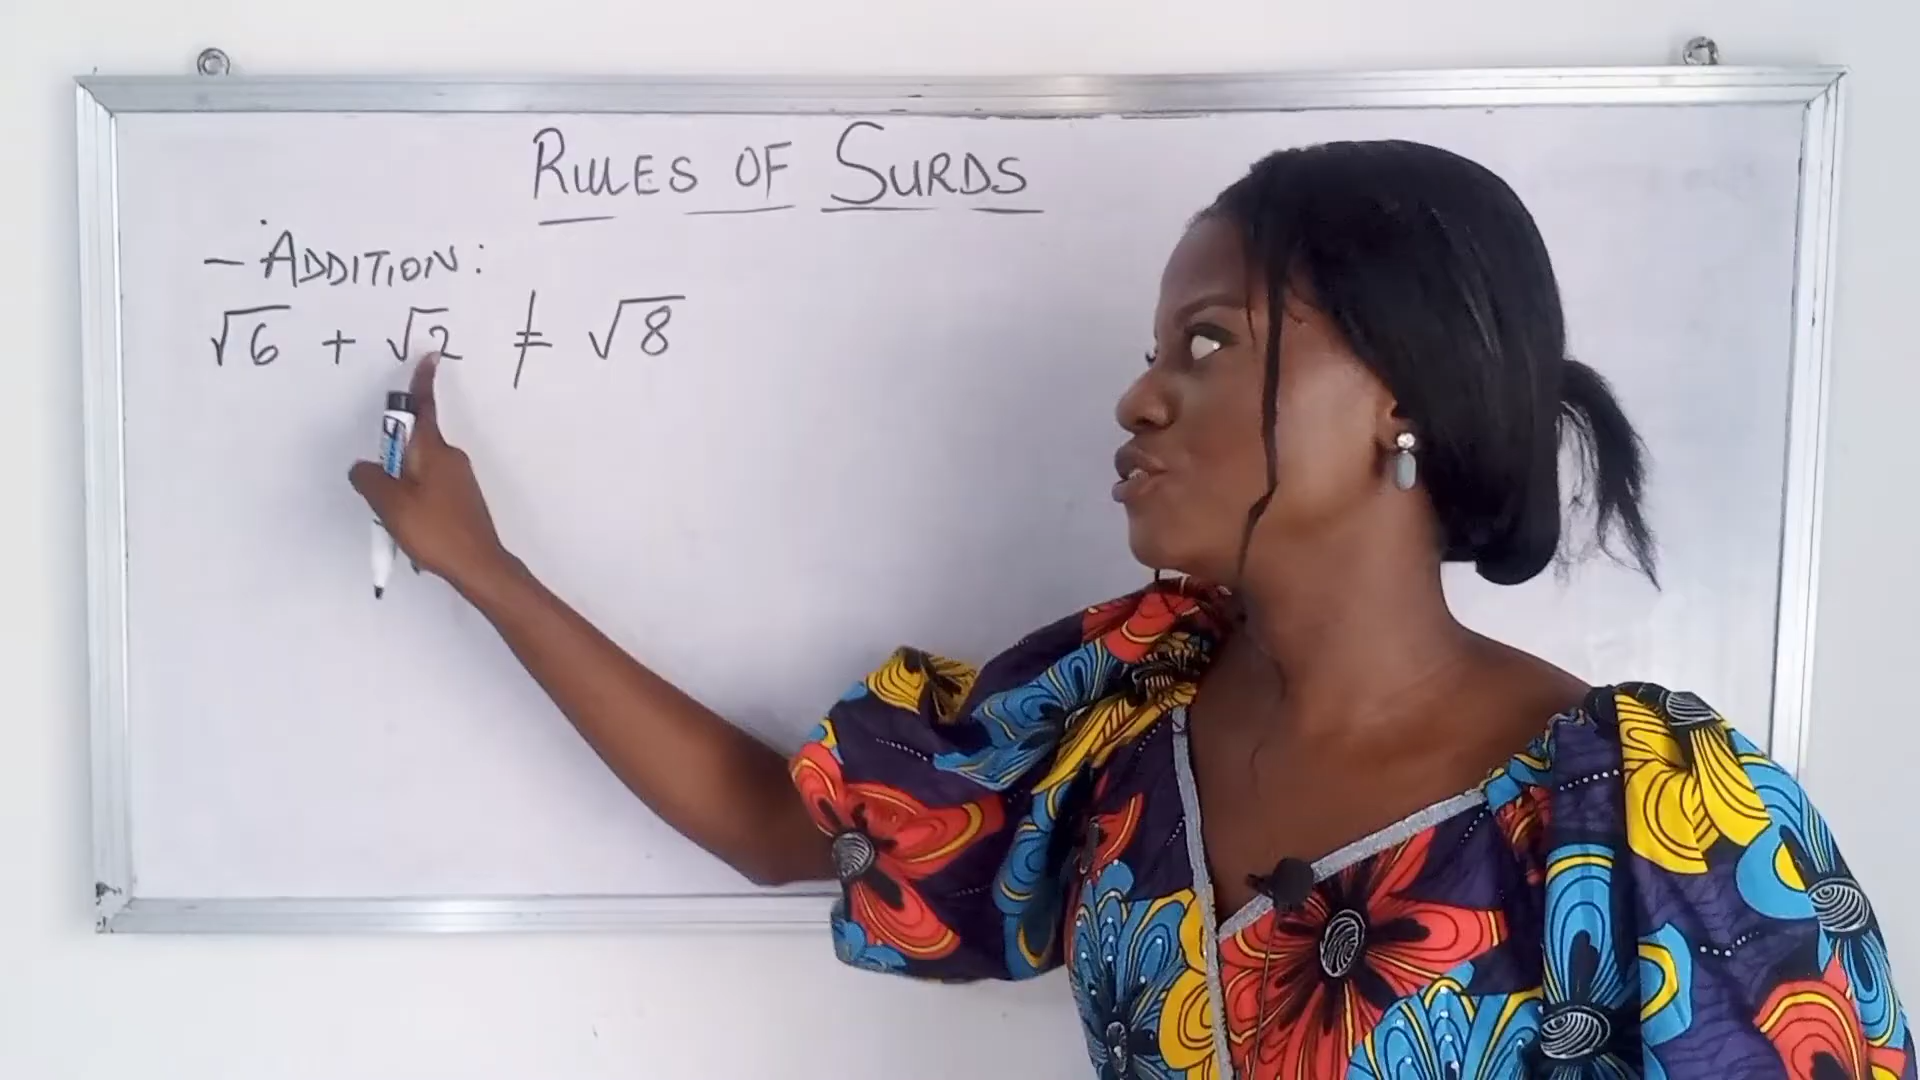 RULES OF SURDS
- ADDITION:
√6 + √2 ≠ √8